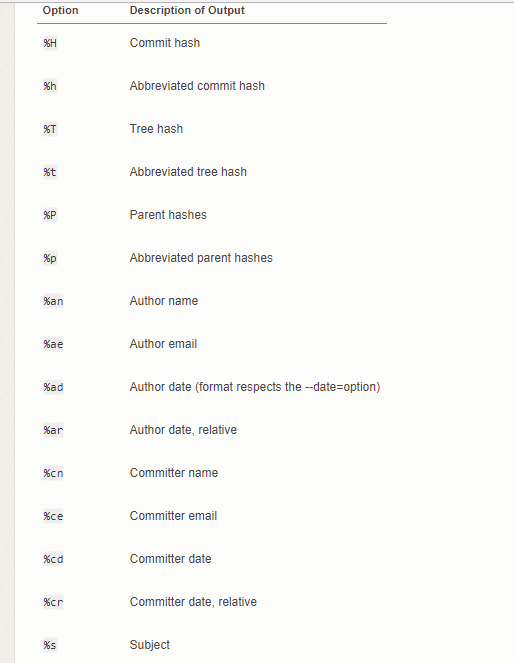 Option Description of Output
%H Commit hash
%h Abbreviated commit hash
%T Tree hash
%t Abbreviated tree hash
%P Parent hashes
%p Abbreviated parent hashes
%an Author name
%ae Author email
%ad Author date (format respects the --date=option)
%ar Author date, relative
%cn Committer name
%ce Committer email
%cd Committer date
%cr Committer date, relative
%s Subject